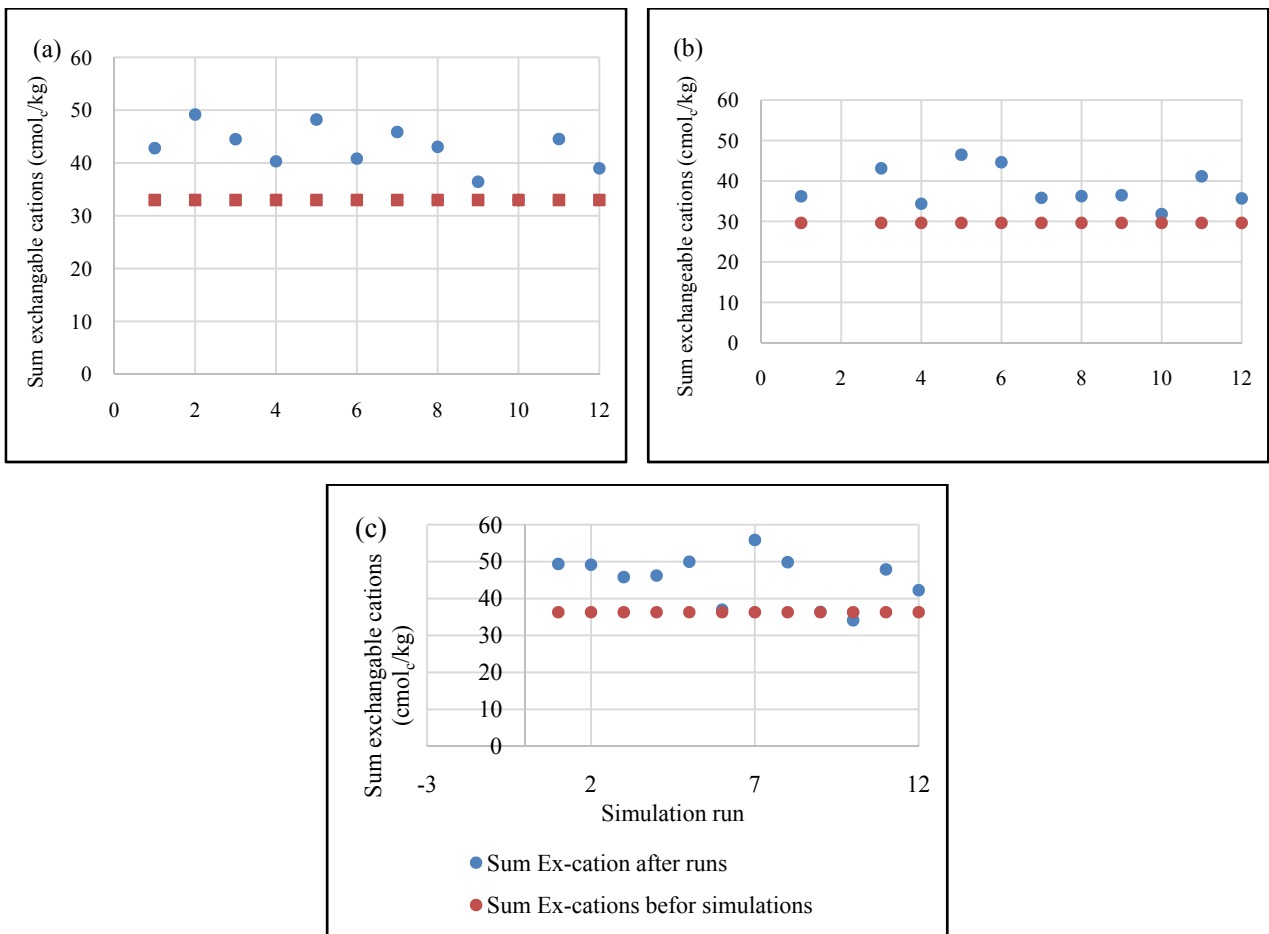 (a)
Sum exchangable cations (cmolc/kg)
60
50
40
30
20
10
0
0 2 4 6 8 10 12
(b)
Sum exchangeable cations (cmolc/kg)
60
50
40
30
20
10
0
0 2 4 6 8 10 12
(c)
Sum exchangable cations
(cmolc/kg)
60
50
40
30
20
10
0
-3 2 7 12
Simulation run
Sum Ex-cation after runs
Sum Ex-cations befor simulations